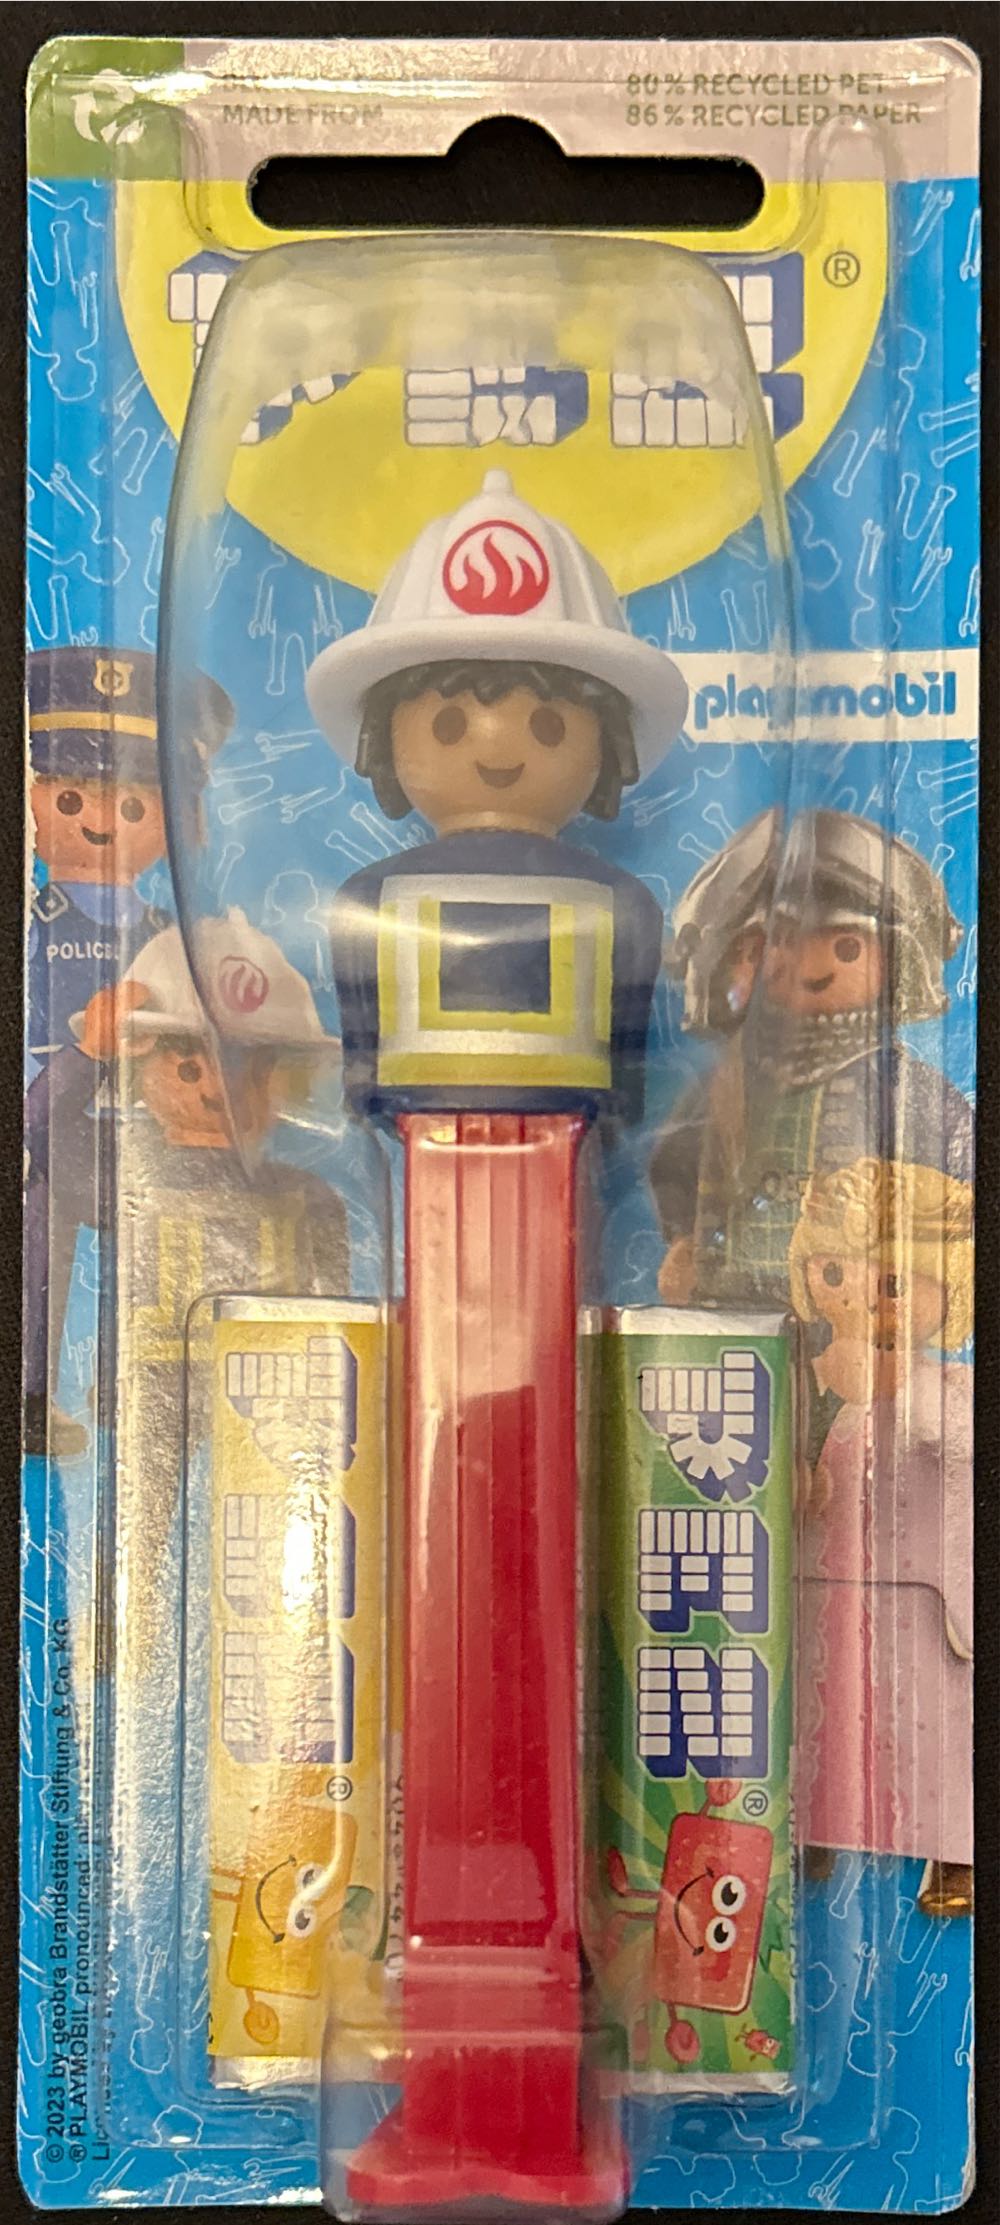 MADE FROM
80% RECYCLED PET
86% RECYCLED PAPER
PEZ®
playmobil
POLICE
PEZ®
PEZ®
© 2023 by geobra Brandstätter Stiftung & Co. KG
® PLAYMOBIL pronounced: